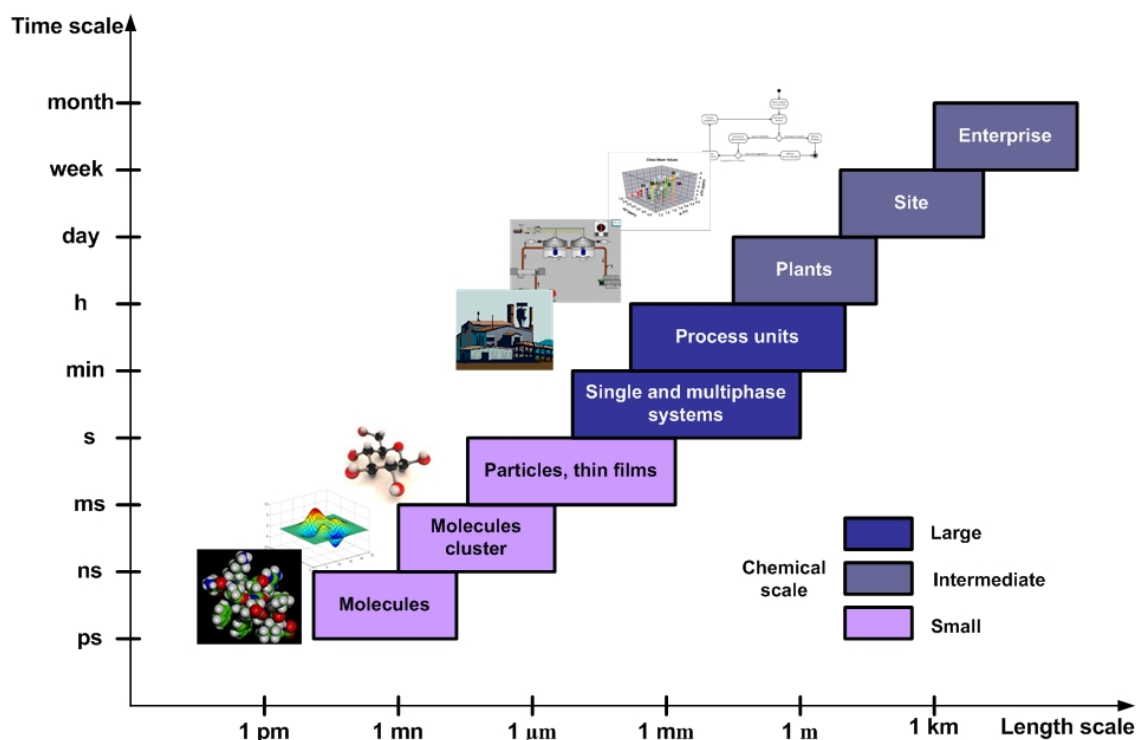 Time scale
month
week
day
h
min
s
ms
ns
ps
Enterprise
Site
Plants
Process units
Single and multiphase
systems
Particles, thin films
Molecules
cluster
Molecules
Chemical
scale
Large
Intermediate
Small
1 pm
1 mn
1 μm
1 mm
1 m
1 km
Length scale